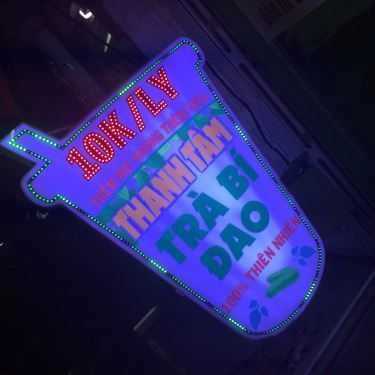 10K/LY
THANH TÂM
TRÀ BÍ
ĐAO
100% THIÊN NHIÊN